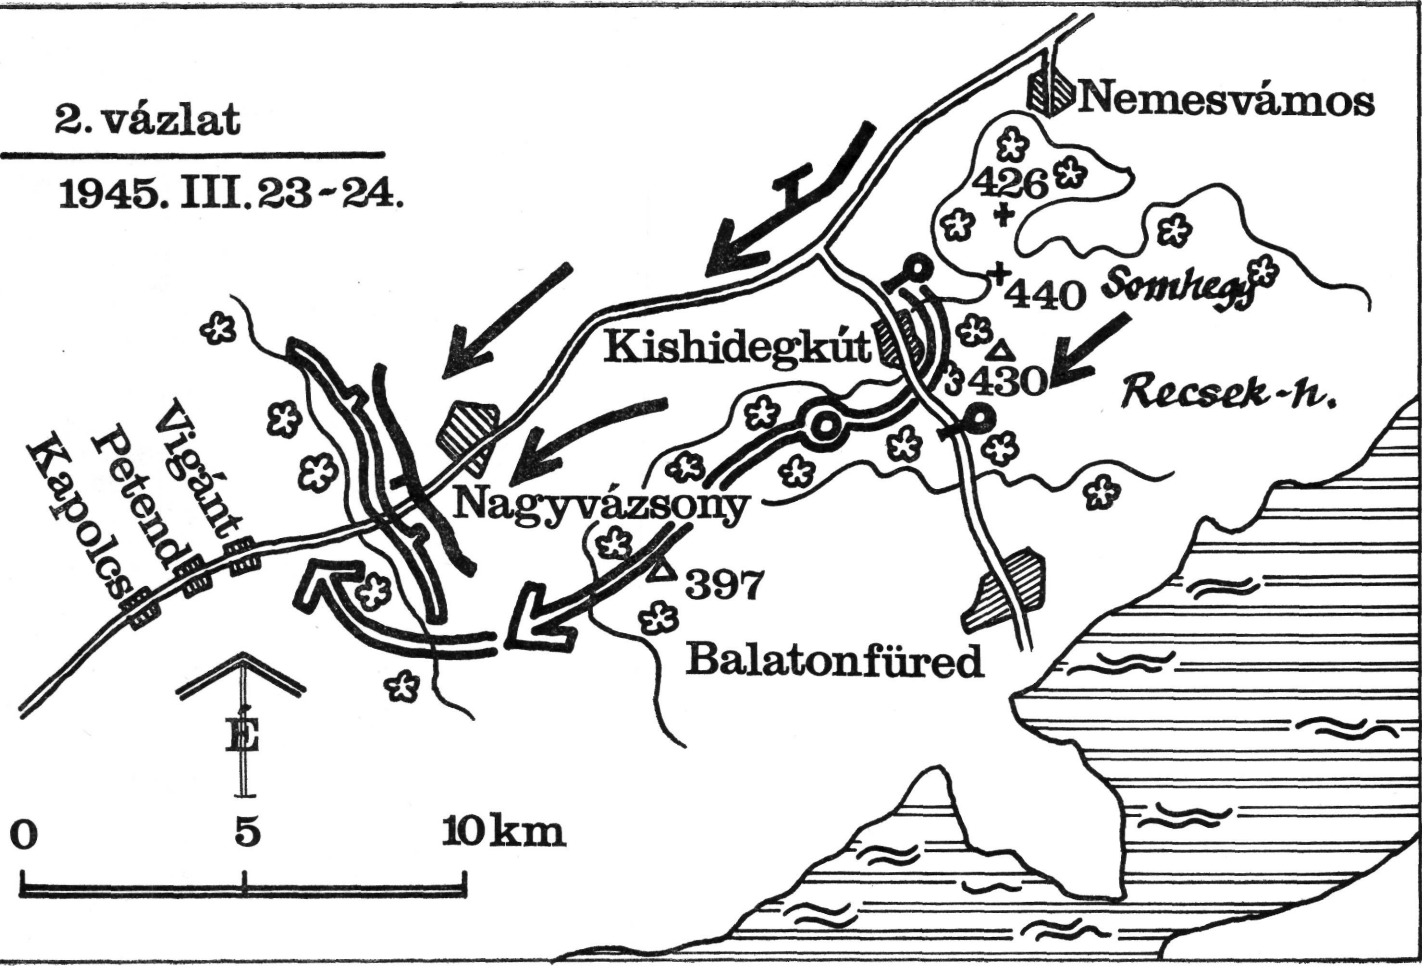 2. vázlat
1945. III. 23-24.
Nemesvámos
426
440
Somhegy
Kishidegkút
430
Recsek-h.
Vigánt
Petend
Kapolcs
Nagyvázsony
397
Balatonfüred
É
0 5 10 km